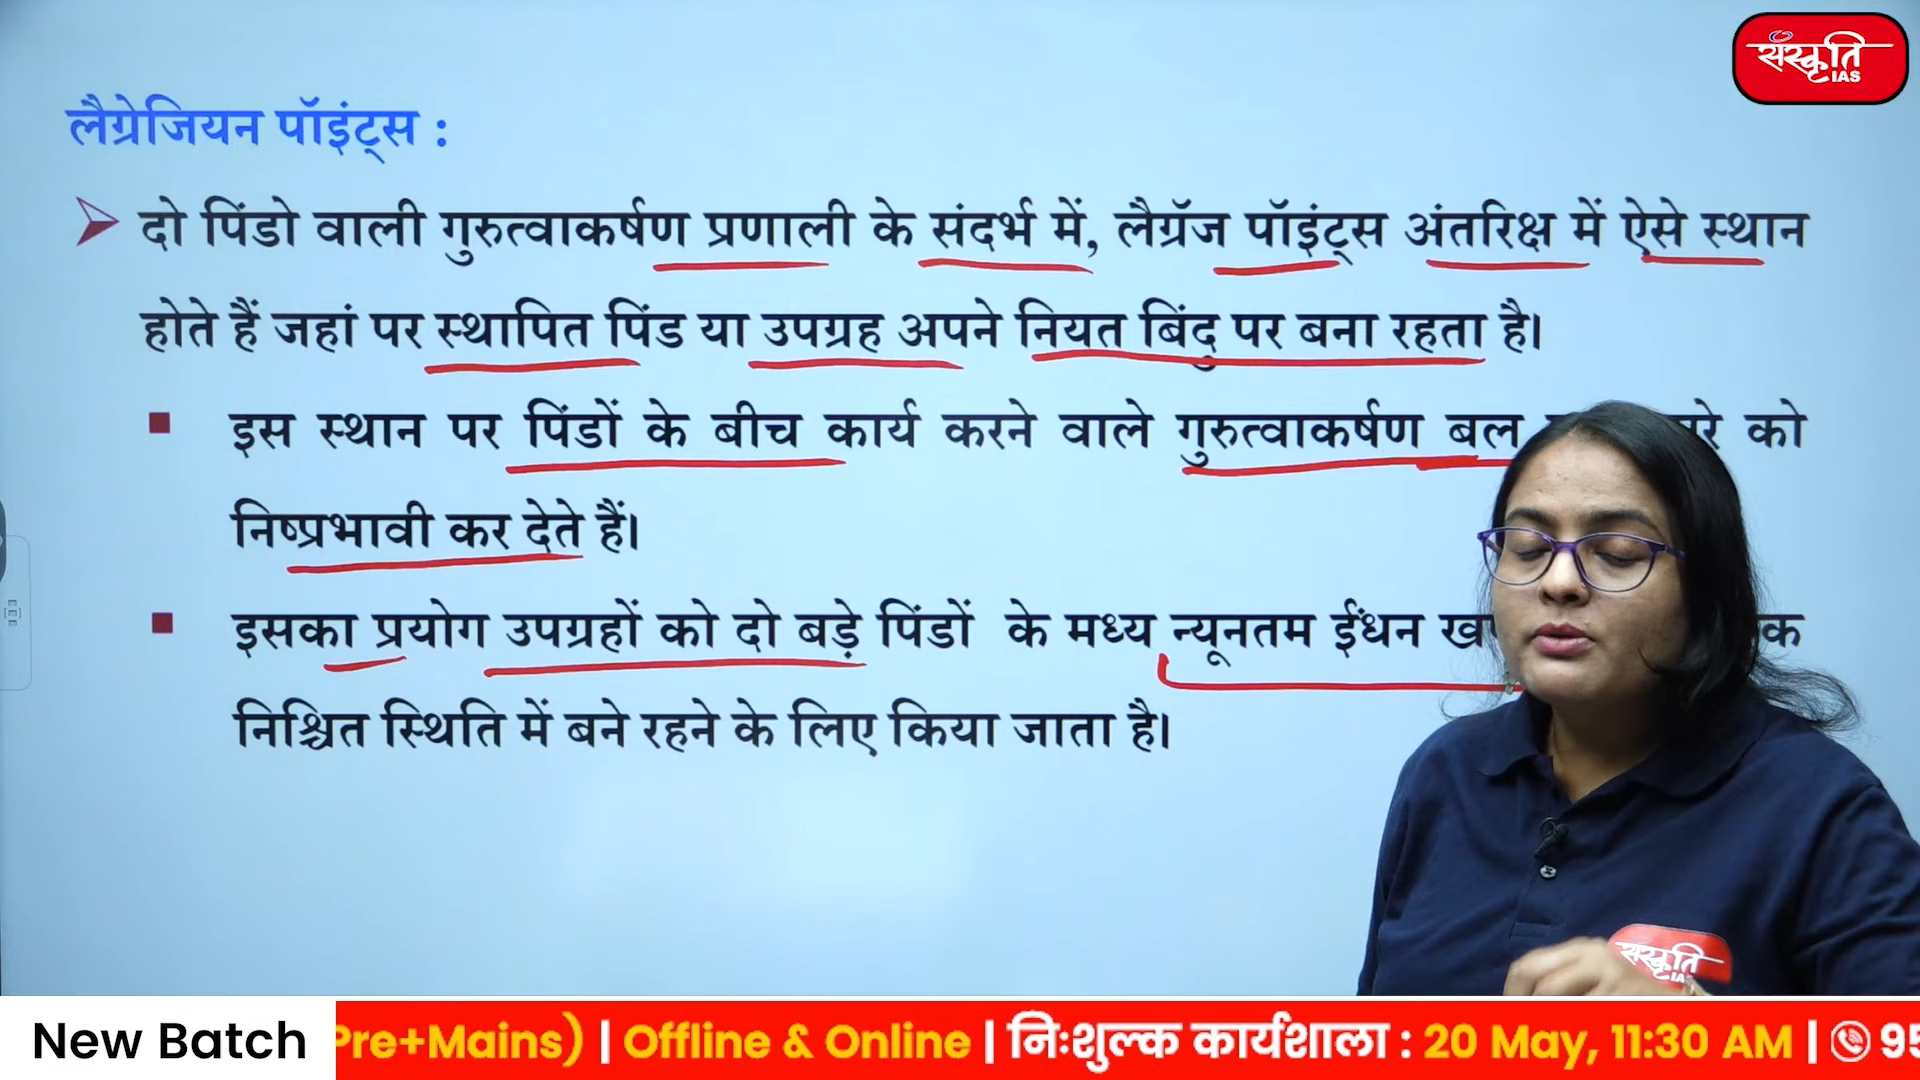 संस्कृति
IAS
लैग्रेजियन पॉइंट्स :
दो पिंडो वाली गुरुत्वाकर्षण प्रणाली के संदर्भ में, लैग्रॅज पॉइंट्स अंतरिक्ष में ऐसे स्थान
होते हैं जहां पर स्थापित पिंड या उपग्रह अपने नियत बिंदु पर बना रहता है।
इस स्थान पर पिंडों के बीच कार्य करने वाले गुरुत्वाकर्षण बल को
निष्प्रभावी कर देते हैं।
इसका प्रयोग उपग्रहों को दो बड़े पिंडों के मध्य न्यूनतम ईंधन
निश्चित स्थिति में बने रहने के लिए किया जाता है।
संस्कृति
IAS
New Batch Pre+Mains) | Offline & Online | निःशुल्क कार्यशाला : 20 May, 11:30 AM | 95